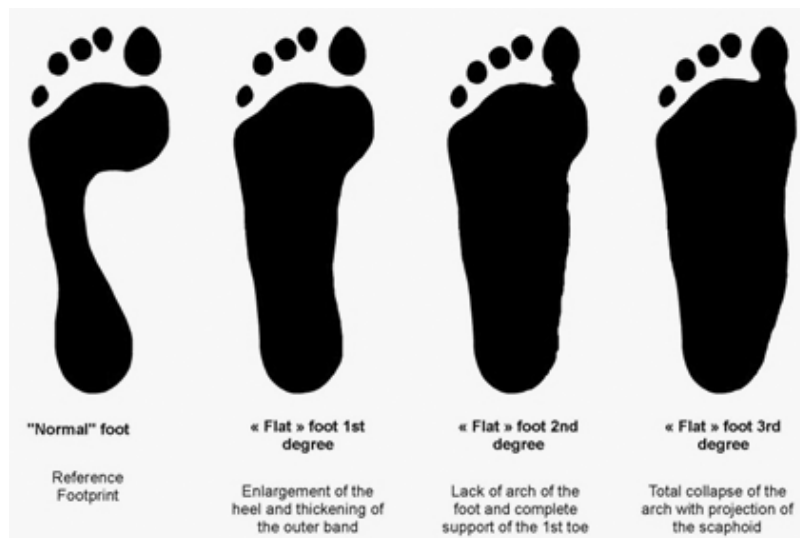 "Normal" foot
Reference
Footprint
« Flat » foot 1st
degree
Enlargement of the
heel and thickening of
the outer band
« Flat » foot 2nd
degree
Lack of arch of the
foot and complete
support of the 1st toe
« Flat » foot 3rd
degree
Total collapse of the
arch with projection of
the scaphoid